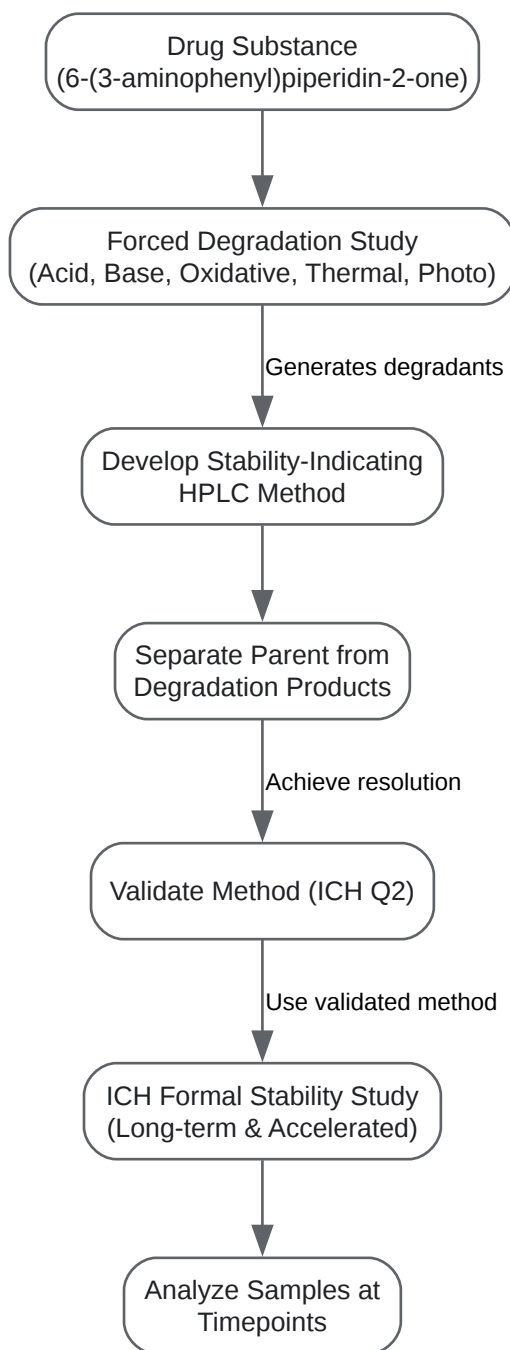 Drug Substance
(6-(3-aminophenyl)piperidin-2-one)
Forced Degradation Study
(Acid, Base, Oxidative, Thermal, Photo)
Generates degradants
Develop Stability-Indicating
HPLC Method
Separate Parent from
Degradation Products
Achieve resolution
Validate Method (ICH Q2)
Use validated method
ICH Formal Stability Study
(Long-term & Accelerated)
Analyze Samples at
Timepoints